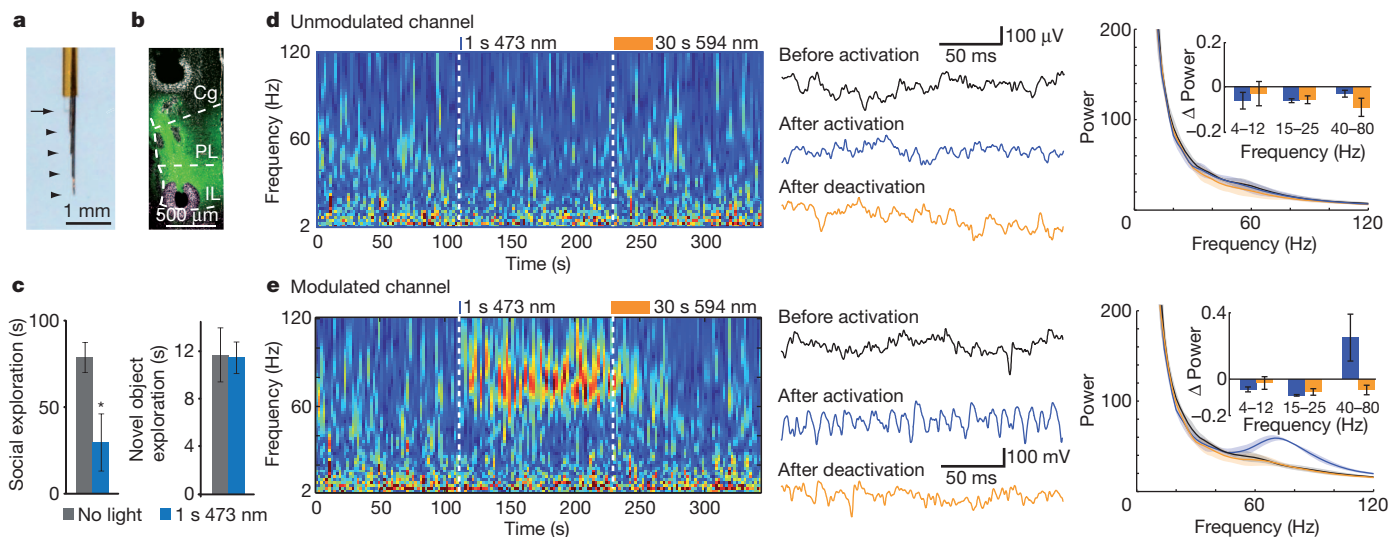 a
1 mm
b
Cg
PL
IL
500 μm
c
Social exploration (s)
100
50
0
*
Novel object
exploration (s)
12
8
4
0
No light
1 s 473 nm
d Unmodulated channel
1 s 473 nm
30 s 594 nm
Frequency (Hz)
120
60
2
0 50 100 150 200 250 300
Time (s)
Before activation
After activation
After deactivation
100 μV
50 ms
Power
200
100
0
0 60 120
Frequency (Hz)
Δ Power
0.2
0
–0.2
4–12 15–25 40–80
Frequency (Hz)
e Modulated channel
1 s 473 nm
30 s 594 nm
Frequency (Hz)
120
60
2
0 50 100 150 200 250 300
Time (s)
Before activation
After activation
After deactivation
100 mV
50 ms
Power
200
100
0
0 60 120
Frequency (Hz)
Δ Power
0.4
0
–0.2
4–12 15–25 40–80
Frequency (Hz)